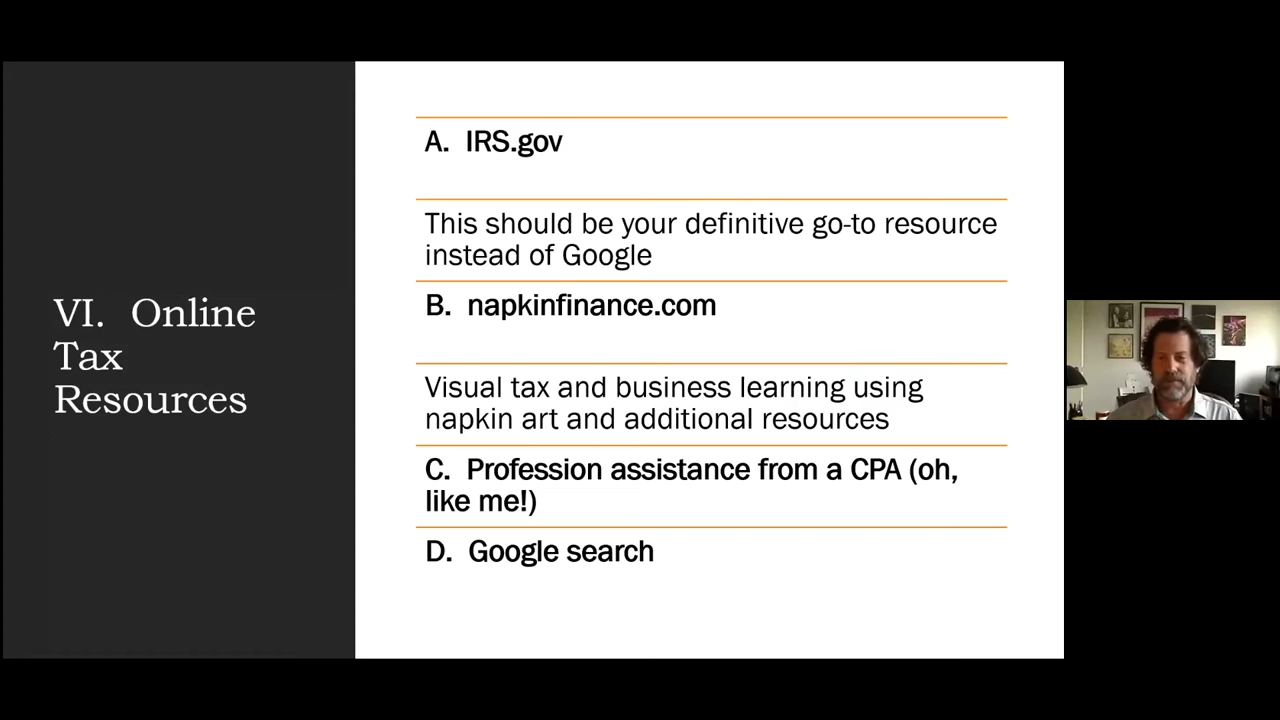 VI. Online
Tax
Resources
A. IRS.gov
This should be your definitive go-to resource
instead of Google
B. napkinfinance.com
Visual tax and business learning using
napkin art and additional resources
C. Profession assistance from a CPA (oh,
like me!)
D. Google search